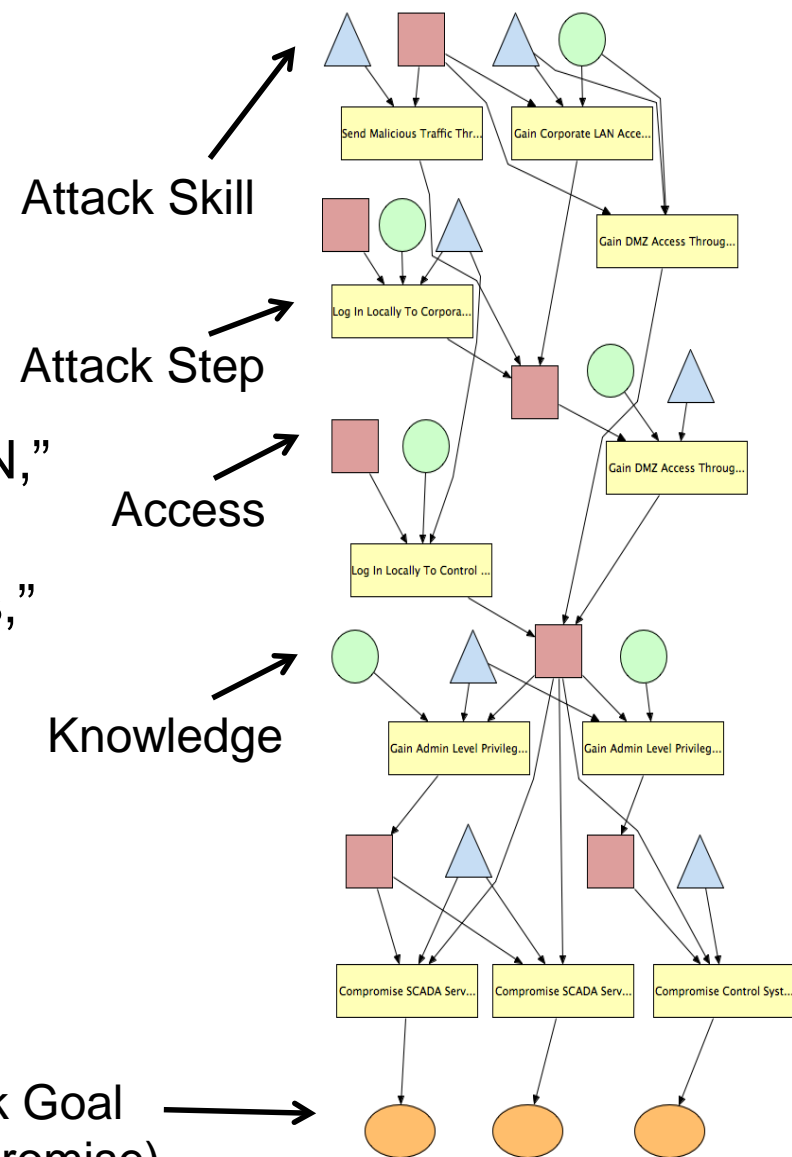 Send Malicious Traffic Thr...
Gain Corporate LAN Acce...
Attack Skill
Gain DMZ Access Throug...
Log In Locally To Corpora...
Attack Step
N,”
Gain DMZ Access Throug...
Access
Log In Locally To Control ...
,”
Knowledge
Gain Admin Level Privileg...
Gain Admin Level Privileg...
Compromise SCADA Serv...
Compromise SCADA Serv...
Compromise Control Syst...
k Goal
romise)